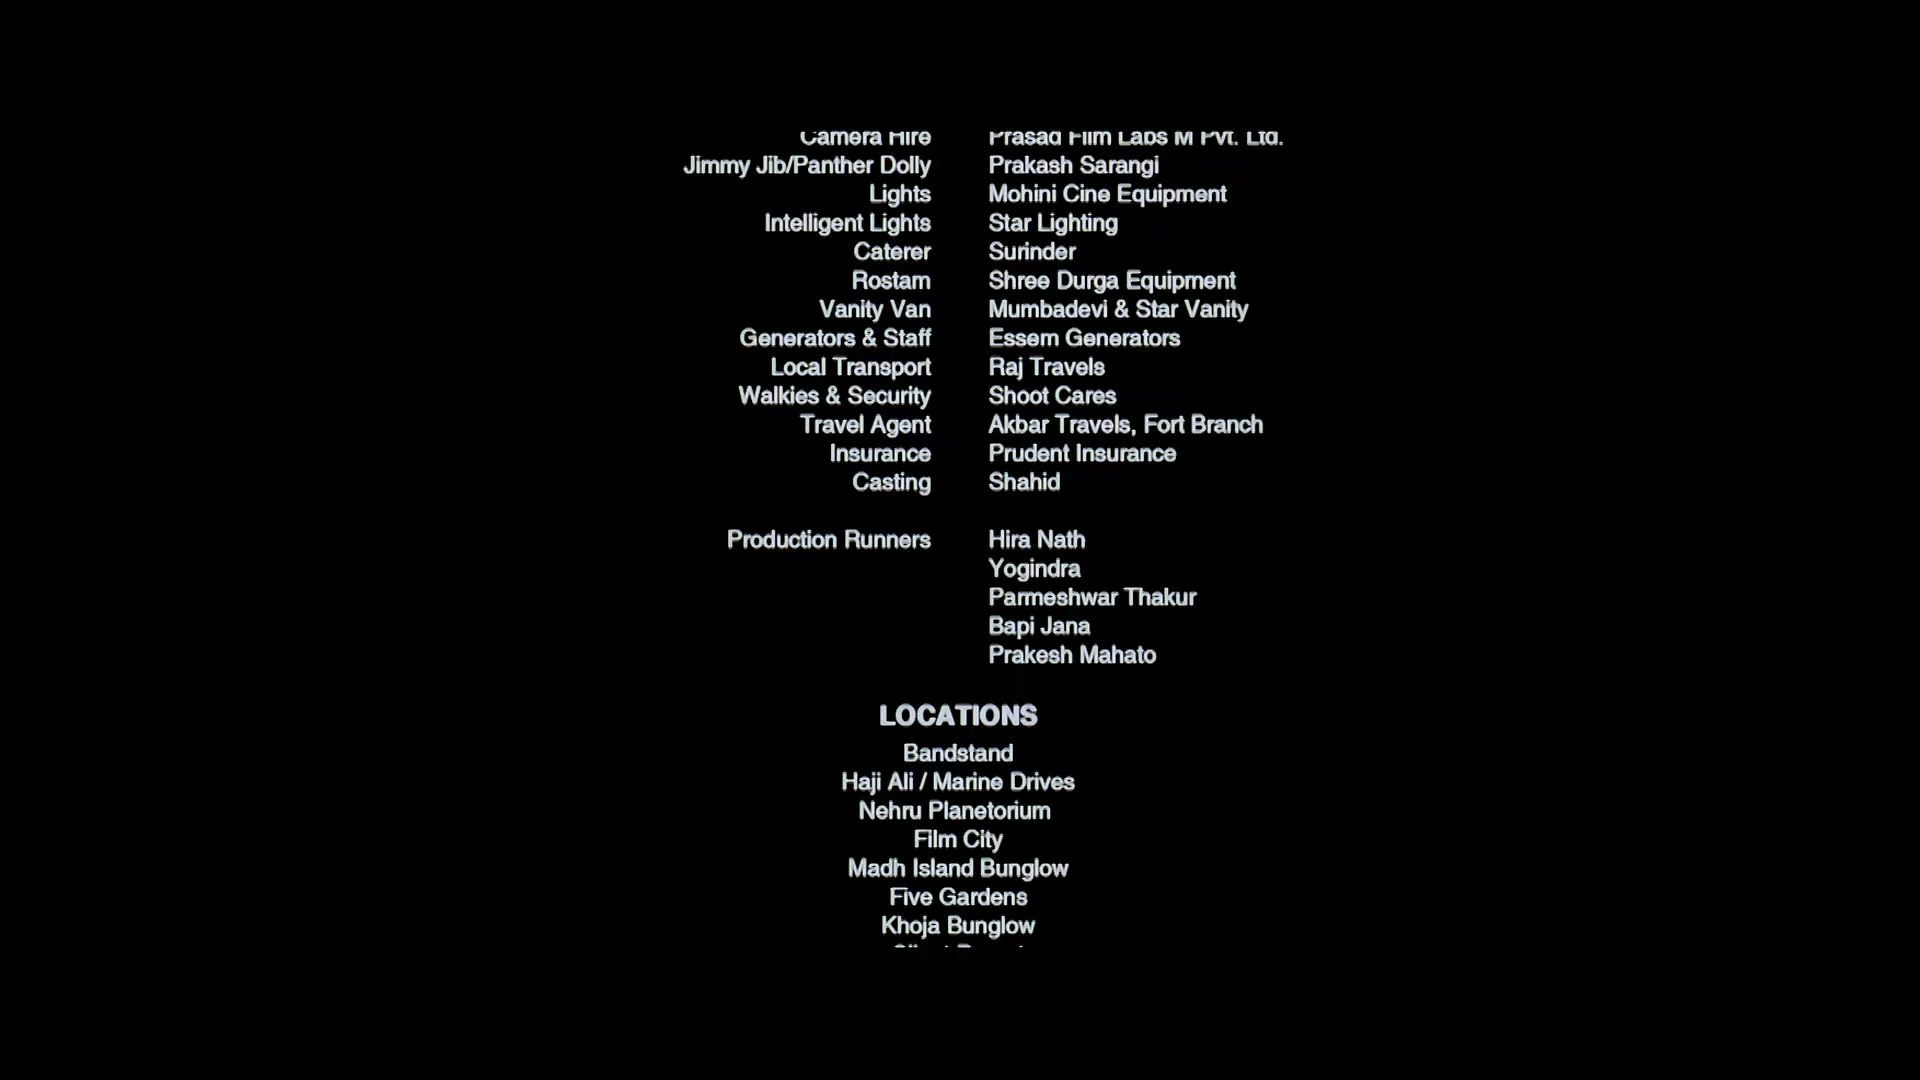 Camera Hire Prasad Film Labs M Pvt. Ltd.
Jimmy Jib/Panther Dolly Prakash Sarangi
Lights Mohini Cine Equipment
Intelligent Lights Star Lighting
Caterer Surinder
Rostam Shree Durga Equipment
Vanity Van Mumbadevi & Star Vanity
Generators & Staff Essem Generators
Local Transport Raj Travels
Walkies & Security Shoot Cares
Travel Agent Akbar Travels, Fort Branch
Insurance Prudent Insurance
Casting Shahid
Production Runners Hira Nath
Yogindra
Parmeshwar Thakur
Bapi Jana
Prakesh Mahato
LOCATIONS
Bandstand
Haji Ali / Marine Drives
Nehru Planetorium
Film City
Madh Island Bunglow
Five Gardens
Khoja Bunglow